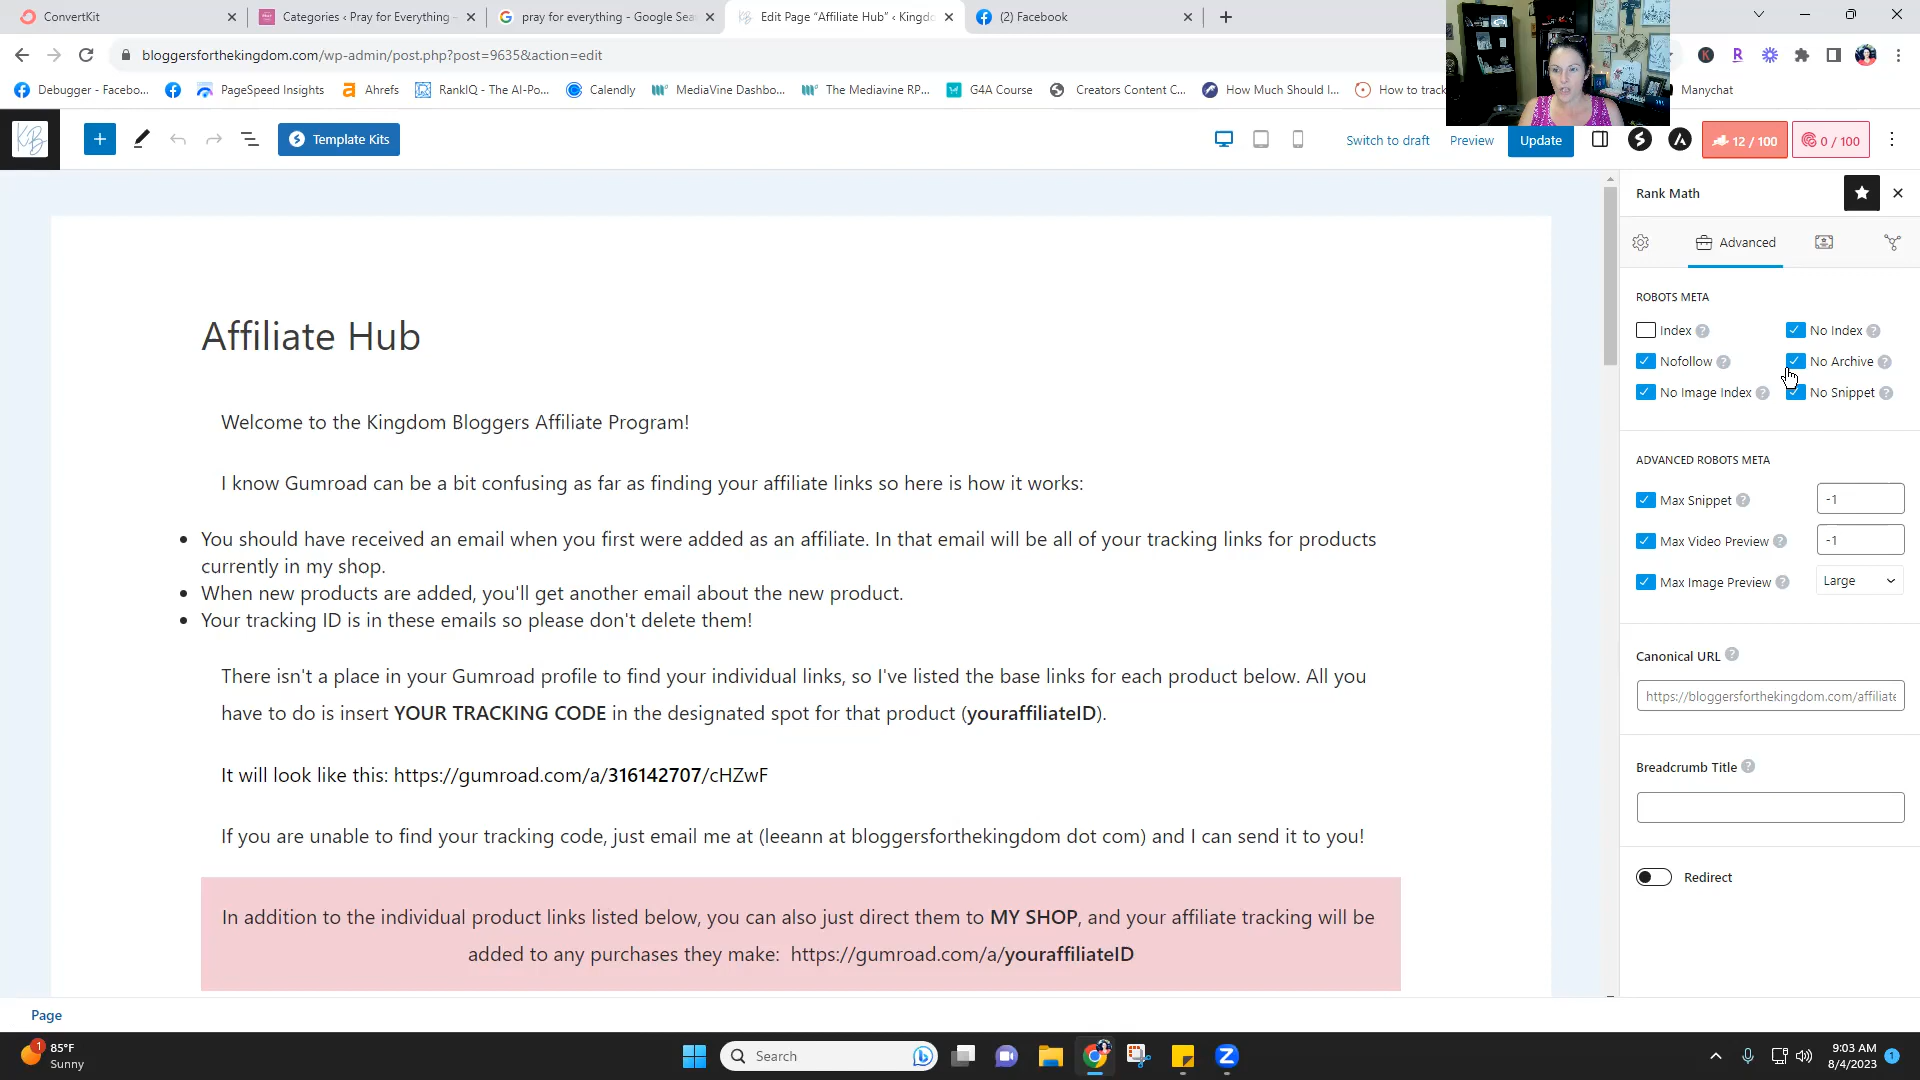 ConvertKit
Categories ‹ Pray for Everything -
pray for everything - Google Sea
Edit Page “Affiliate Hub” ‹ Kingdo
(2) Facebook
bloggersforthekingdom.com/wp-admin/post.php?post=9635&action=edit
Debugger - Facebo...
PageSpeed Insights
Ahrefs
RankIQ - The AI-Po...
Calendly
MediaVine Dashbo...
The Mediavine RP...
G4A Course
Creators Content C...
How Much Should I...
How to track
Manychat
Template Kits
Switch to draft
Preview
Update
12 / 100
0 / 100
Rank Math
Advanced
ROBOTS META
Index
No Index
Nofollow
No Archive
No Image Index
No Snippet
ADVANCED ROBOTS META
Max Snippet
-1
Max Video Preview
-1
Max Image Preview
Large
Canonical URL
https://bloggersforthekingdom.com/affiliate
Breadcrumb Title
Redirect
Affiliate Hub
Welcome to the Kingdom Bloggers Affiliate Program!
I know Gumroad can be a bit confusing as far as finding your affiliate links so here is how it works:
• You should have received an email when you first were added as an affiliate. In that email will be all of your tracking links for products
currently in my shop.
• When new products are added, you'll get another email about the new product.
• Your tracking ID is in these emails so please don't delete them!
There isn't a place in your Gumroad profile to find your individual links, so I've listed the base links for each product below. All you
have to do is insert YOUR TRACKING CODE in the designated spot for that product (youraffiliateID).
It will look like this: https://gumroad.com/a/316142707/cHZwF
If you are unable to find your tracking code, just email me at (leeann at bloggersforthekingdom dot com) and I can send it to you!
In addition to the individual product links listed below, you can also just direct them to MY SHOP, and your affiliate tracking will be
added to any purchases they make: https://gumroad.com/a/youraffiliateID
Page
1
85°F
Sunny
Search
9:03 AM
8/4/2023
1